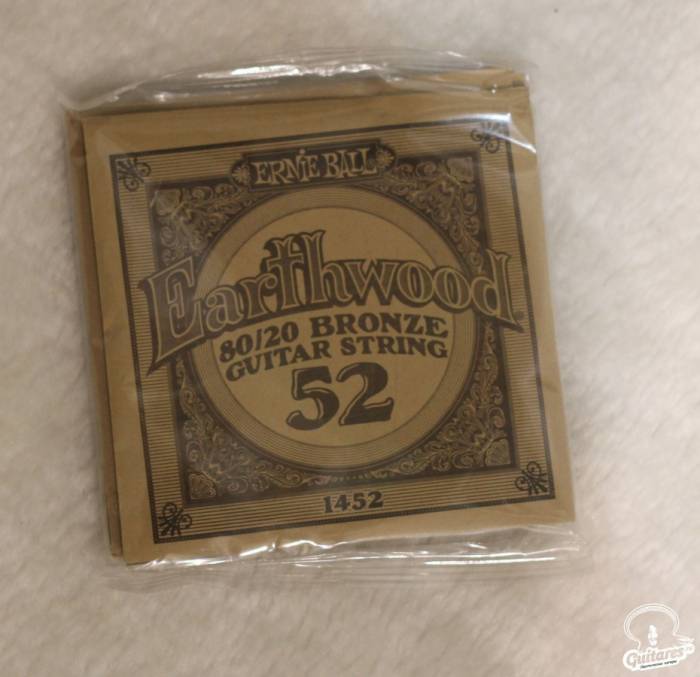 ERNIE BALL
Earthwood
80/20 BRONZE
GUITAR STRING
52
1452
Guitares